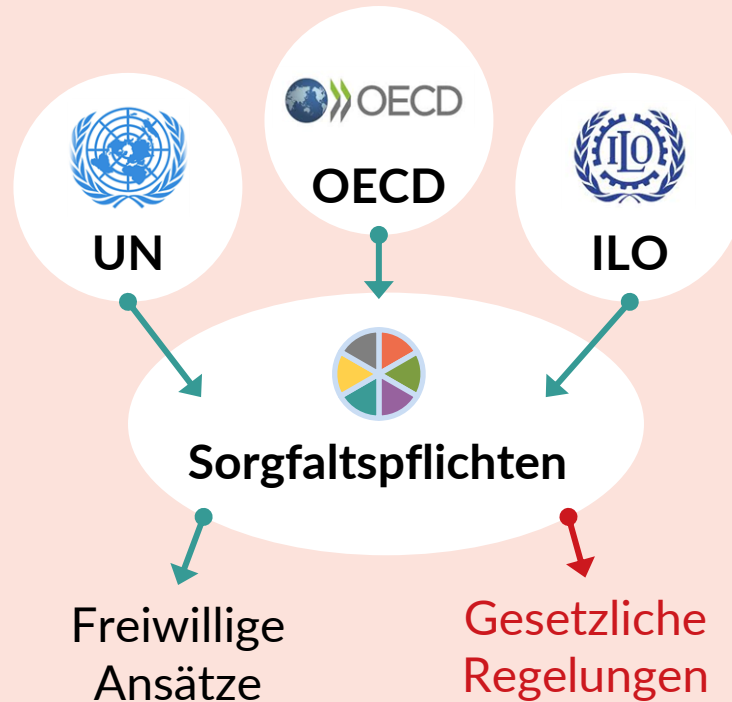 OECD
OECD
UN
ILO
ILO
Sorgfaltspflichten
Freiwillige
Ansätze
Gesetzliche
Regelungen